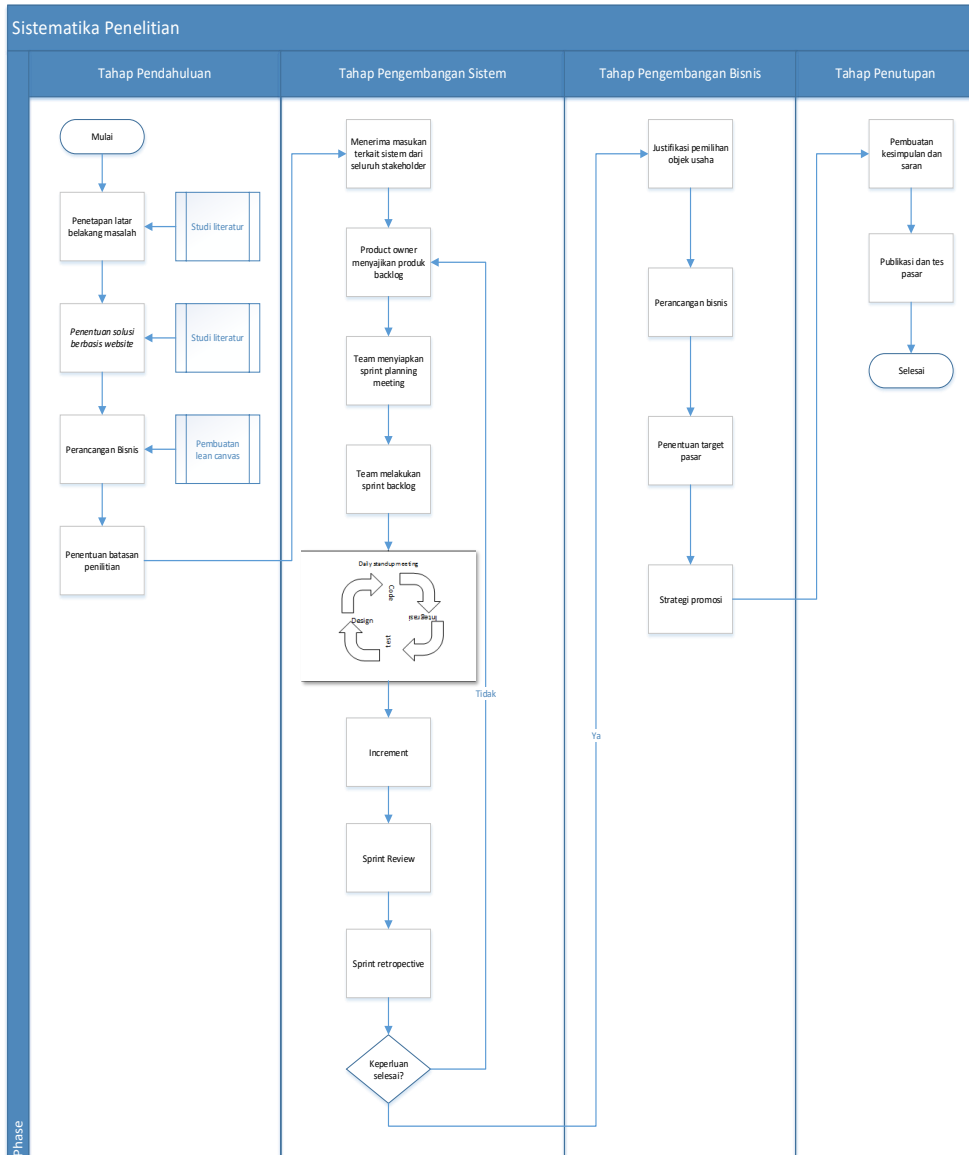 Sistematika Penelitian
Tahap Pendahuluan
Tahap Pengembangan Sistem
Tahap Pengembangan Bisnis
Tahap Penutupan
Mulai
Penetapan latar
belakang masalah
Studi literatur
Penentuan solusi
berbasis website
Studi literatur
Perancangan Bisnis
Pembuatan
lean canvas
Penentuan batasan
penilitian
Menerima masukan
terkait sistem dari
seluruh stakeholder
Product owner
menyajikan produk
backlog
Team menyiapkan
sprint planning
meeting
Team melakukan
sprint backlog
Daily standup meeting
Code
Design
integrasi
test
Increment
Sprint Review
Sprint retropective
Keperluan
selesai?
Tidak
Ya
Justifikasi pemilihan
objek usaha
Perancangan bisnis
Penentuan target
pasar
Strategi promosi
Pembuatan
kesimpulan dan
saran
Publikasi dan tes
pasar
Selesai
Phase